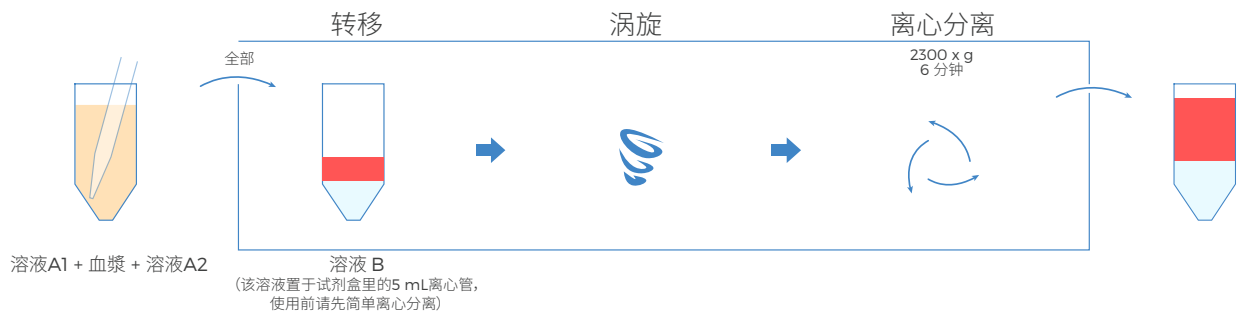 转移
涡旋
离心分离
全部
2300 x g
6 分钟
溶液A1 + 血漿 + 溶液A2
溶液 B
（该溶液置于试剂盒里的5 mL离心管，
使用前请先简单离心分离）